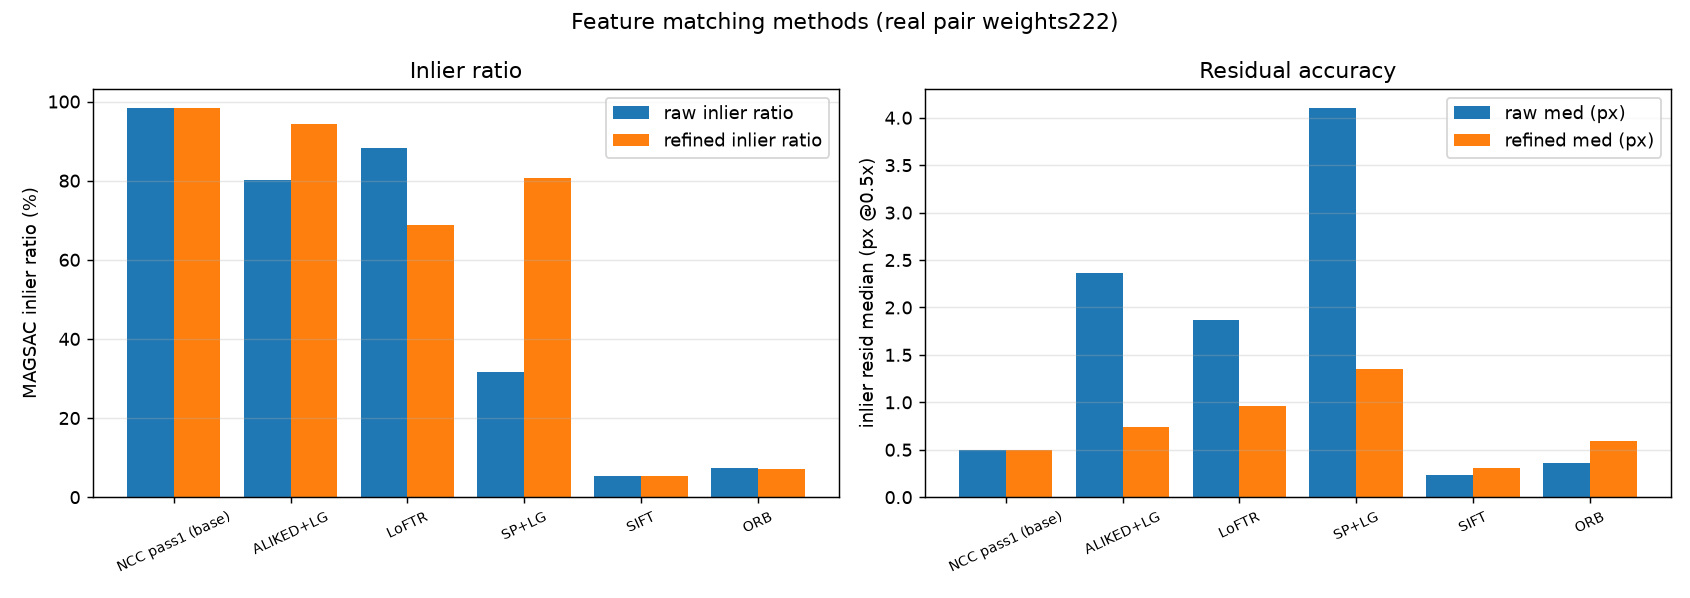 Feature matching methods (real pair weights222)
Inlier ratio
MAGSAC inlier ratio (%)
100
80
60
40
20
0
raw inlier ratio
refined inlier ratio
NCC pass1 (base)
ALIKED+LG
LoFTR
SP+LG
SIFT
ORB
Residual accuracy
inlier resid median (px @0.5x)
4.0
3.5
3.0
2.5
2.0
1.5
1.0
0.5
0.0
raw med (px)
refined med (px)
NCC pass1 (base)
ALIKED+LG
LoFTR
SP+LG
SIFT
ORB